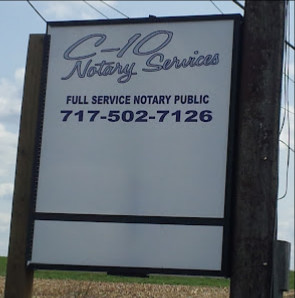 C-10
Notary Services
FULL SERVICE NOTARY PUBLIC
717-502-7126